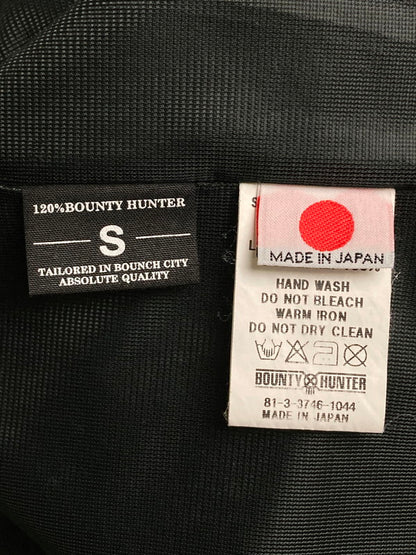 120%BOUNTY HUNTER
S
TAILORED IN BOUNCH CITY
ABSOLUTE QUALITY
MADE IN JAPAN
HAND WASH
DO NOT BLEACH
WARM IRON
DO NOT DRY CLEAN
BOUNTY HUNTER
81-3-3746-1044
MADE IN JAPAN